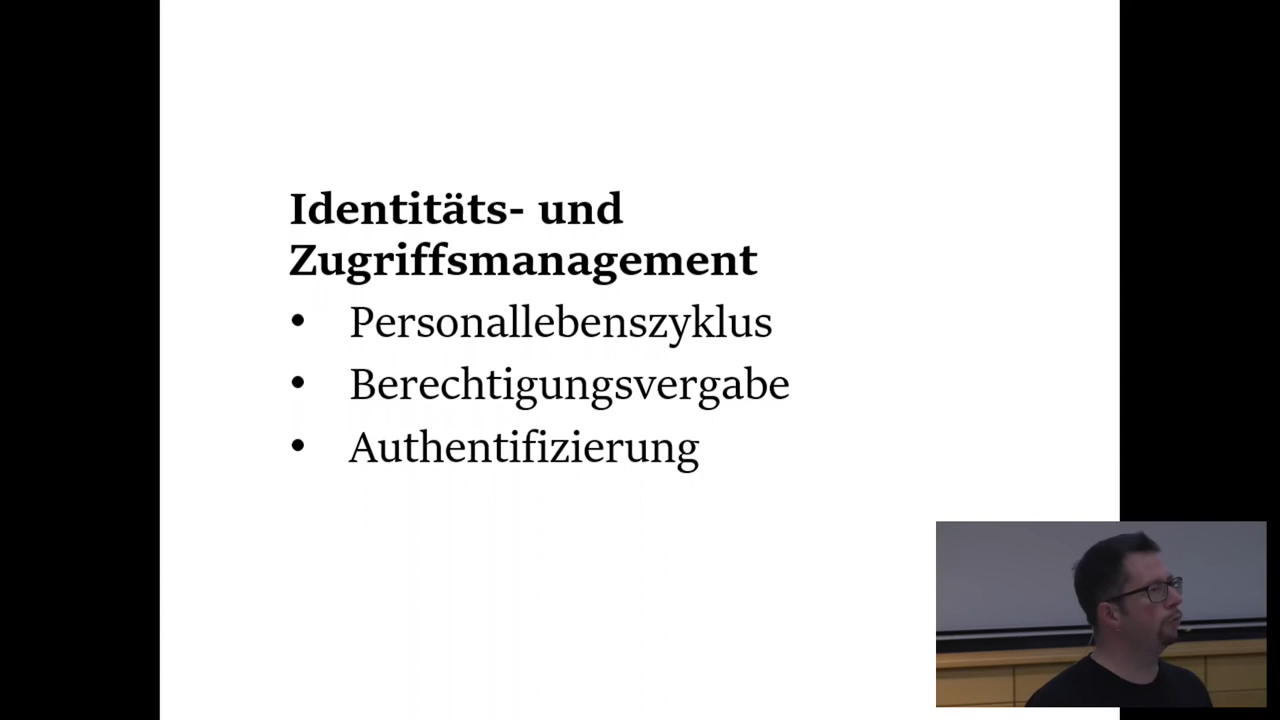 Identitäts- und
Zugriffsmanagement
• Personallebenszyklus
• Berechtigungsvergabe
• Authentifizierung